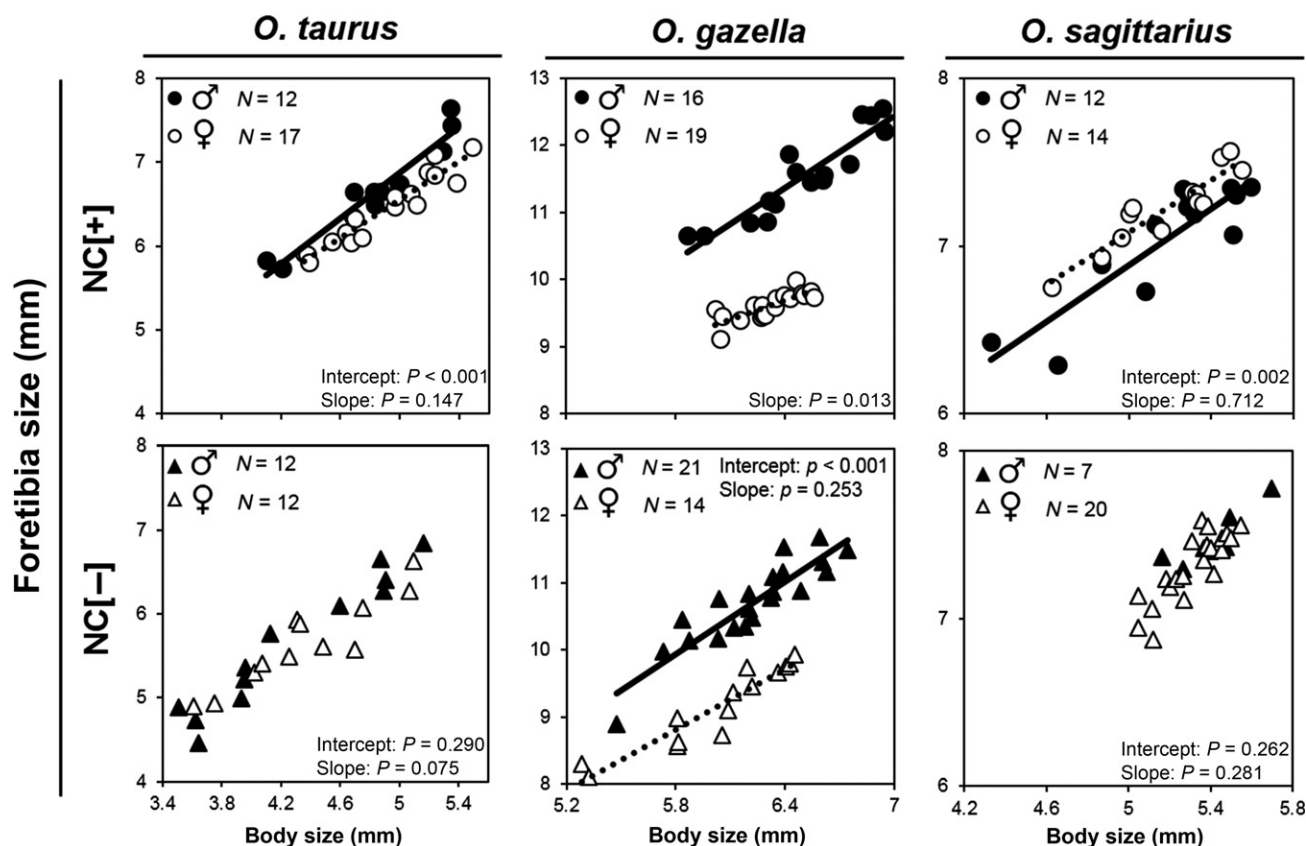 O. taurus
O. gazella
O. sagittarius
Foretibia size (mm)
NC[+]
8
7
6
5
4
● ♂ N = 12
○ ♀ N = 17
Intercept: P < 0.001
Slope: P = 0.147
13
12
11
10
9
8
● ♂ N = 16
○ ♀ N = 19
Slope: P = 0.013
8
7
6
● ♂ N = 12
○ ♀ N = 14
Intercept: P = 0.002
Slope: P = 0.712
NC[–]
8
7
6
5
4
▲ ♂ N = 12
△ ♀ N = 12
Intercept: P = 0.290
Slope: P = 0.075
3.4 3.8 4.2 4.6 5 5.4
Body size (mm)
13
12
11
10
9
8
▲ ♂ N = 21
△ ♀ N = 14
Intercept: p < 0.001
Slope: p = 0.253
5.2 5.8 6.4 7
Body size (mm)
8
7
6
▲ ♂ N = 7
△ ♀ N = 20
Intercept: P = 0.262
Slope: P = 0.281
4.2 4.6 5 5.4 5.8
Body size (mm)